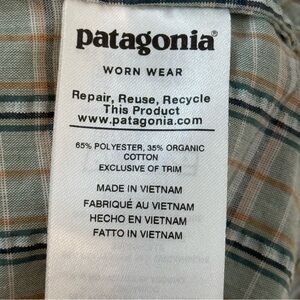 patagonia®
WORN WEAR
Repair, Reuse, Recycle
This Product
www.patagonia.com
65% POLYESTER, 35% ORGANIC
COTTON
EXCLUSIVE OF TRIM
MADE IN VIETNAM
FABRIQUÉ AU VIETNAM
HECHO EN VIETNAM
FATTO IN VIETNAM